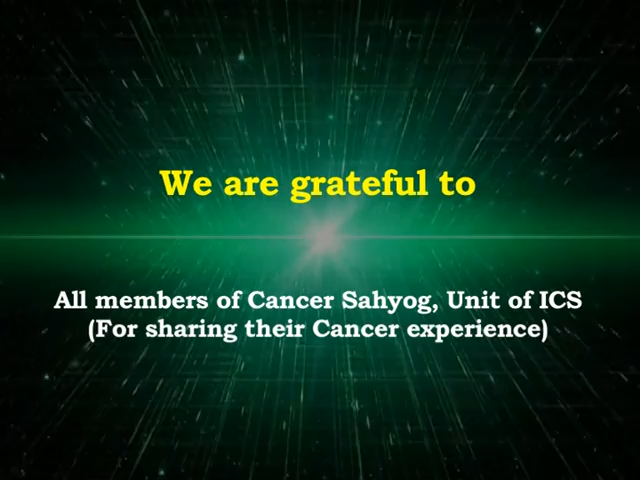 We are grateful to
All members of Cancer Sahyog, Unit of ICS
(For sharing their Cancer experience)